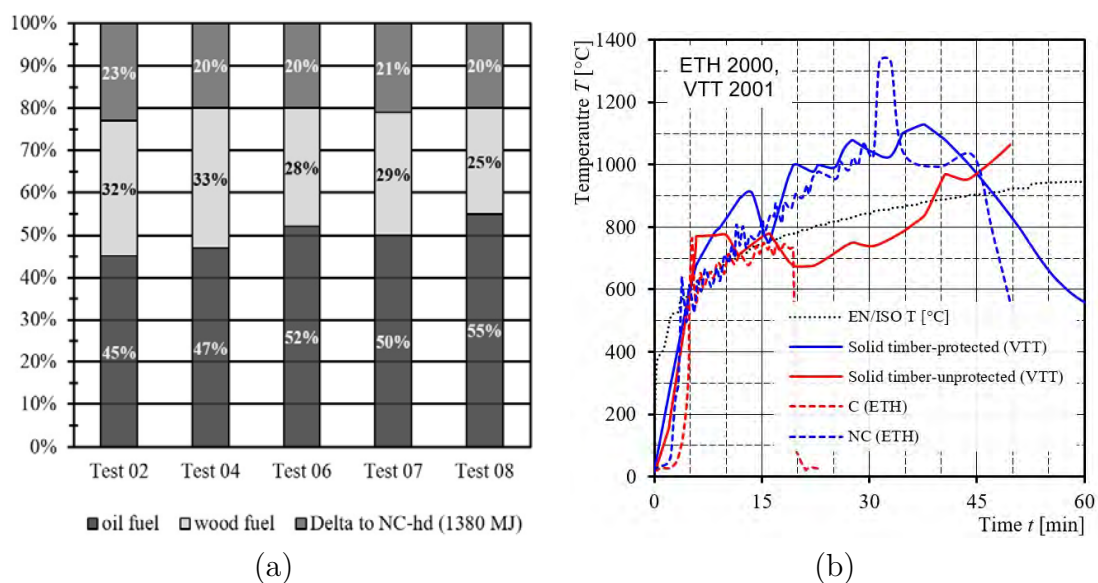 100%
90%
80%
70%
60%
50%
40%
30%
20%
10%
0%
23% 20% 20% 21% 20%
32% 33% 28% 29% 25%
45% 47% 52% 50% 55%
Test 02 Test 04 Test 06 Test 07 Test 08
oil fuel wood fuel Delta to NC-hd (1380 MJ)
(a)
Temperautre T [°C]
1400
1200
1000
800
600
400
200
0
ETH 2000,
VTT 2001
EN/ISO T [°C]
Solid timber-protected (VTT)
Solid timber-unprotected (VTT)
C (ETH)
NC (ETH)
0 15 30 45 60
Time t [min]
(b)